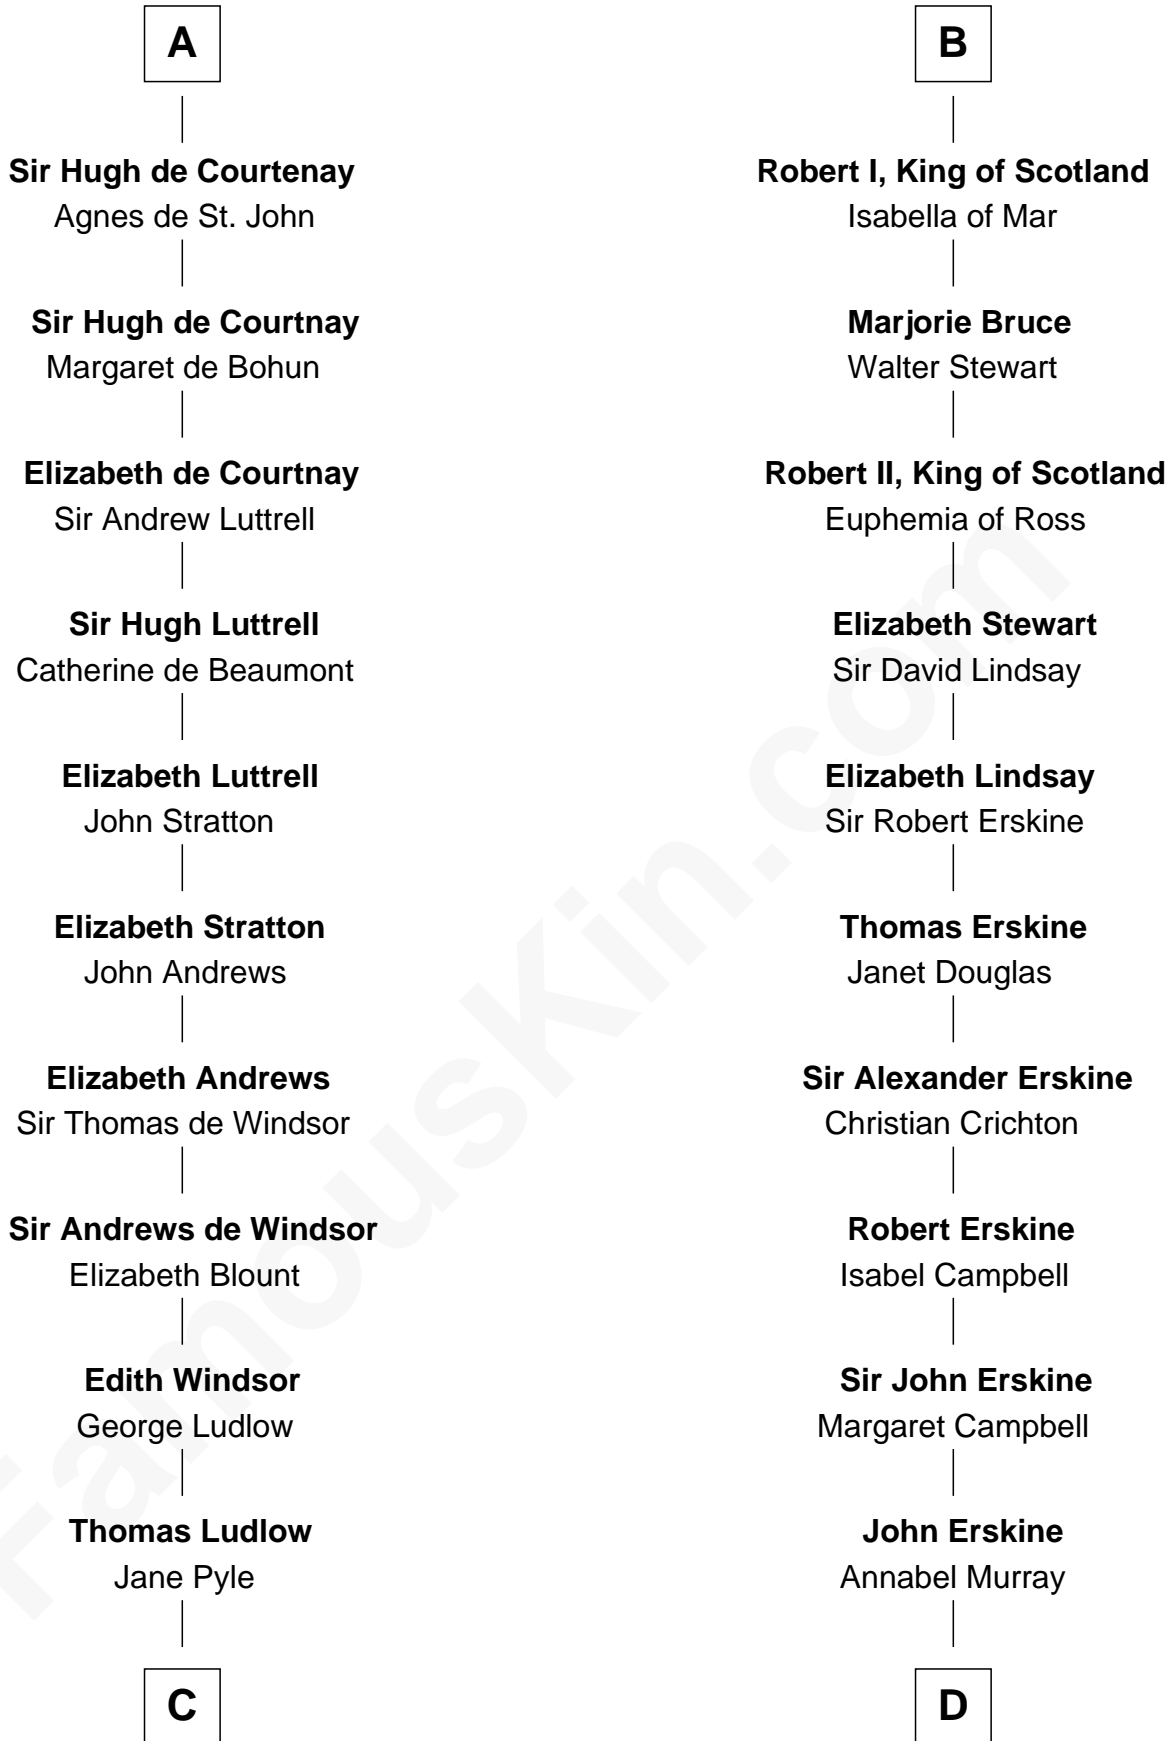 A
Sir Hugh de Courtenay
Agnes de St. John
Sir Hugh de Courtnay
Margaret de Bohun
Elizabeth de Courtnay
Sir Andrew Luttrell
Sir Hugh Luttrell
Catherine de Beaumont
Elizabeth Luttrell
John Stratton
Elizabeth Stratton
John Andrews
Elizabeth Andrews
Sir Thomas de Windsor
Sir Andrews de Windsor
Elizabeth Blount
Edith Windsor
George Ludlow
Thomas Ludlow
Jane Pyle
C
B
Robert I, King of Scotland
Isabella of Mar
Marjorie Bruce
Walter Stewart
Robert II, King of Scotland
Euphemia of Ross
Elizabeth Stewart
Sir David Lindsay
Elizabeth Lindsay
Sir Robert Erskine
Thomas Erskine
Janet Douglas
Sir Alexander Erskine
Christian Crichton
Robert Erskine
Isabel Campbell
Sir John Erskine
Margaret Campbell
John Erskine
Annabel Murray
D
FamousKin.com